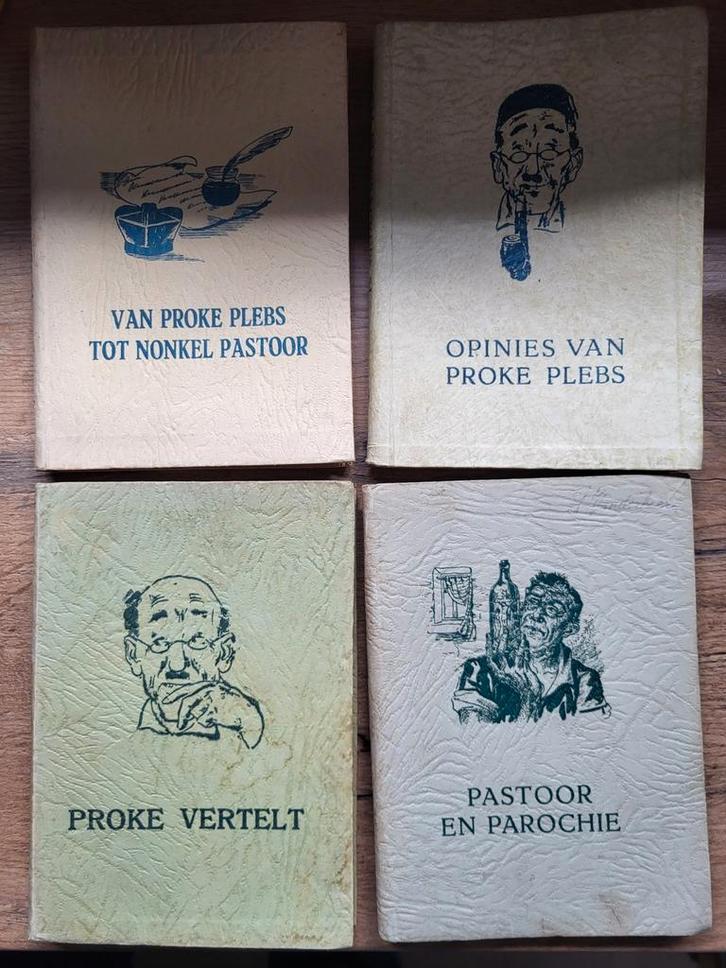 VAN PROKE PLEBS
TOT NONKEL PASTOOR
OPINIES VAN
PROKE PLEBS
PROKE VERTELT
PASTOOR
EN PAROCHIE